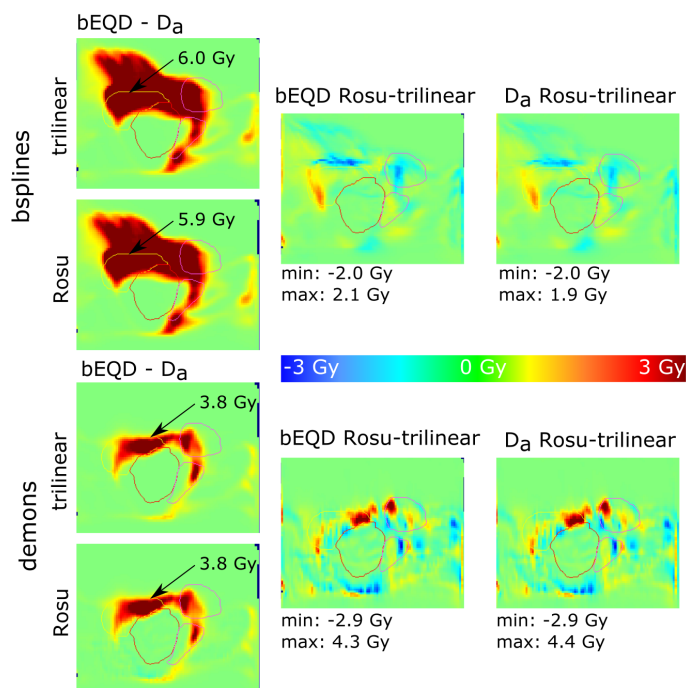 bEQD - Da
6.0 Gy
bsplines
trilinear
5.9 Gy
Rosu
bEQD Rosu-trilinear
min: -2.0 Gy
max: 2.1 Gy
Da Rosu-trilinear
min: -2.0 Gy
max: 1.9 Gy
-3 Gy
0 Gy
3 Gy
bEQD - Da
3.8 Gy
demons
trilinear
3.8 Gy
Rosu
bEQD Rosu-trilinear
min: -2.9 Gy
max: 4.3 Gy
Da Rosu-trilinear
min: -2.9 Gy
max: 4.4 Gy